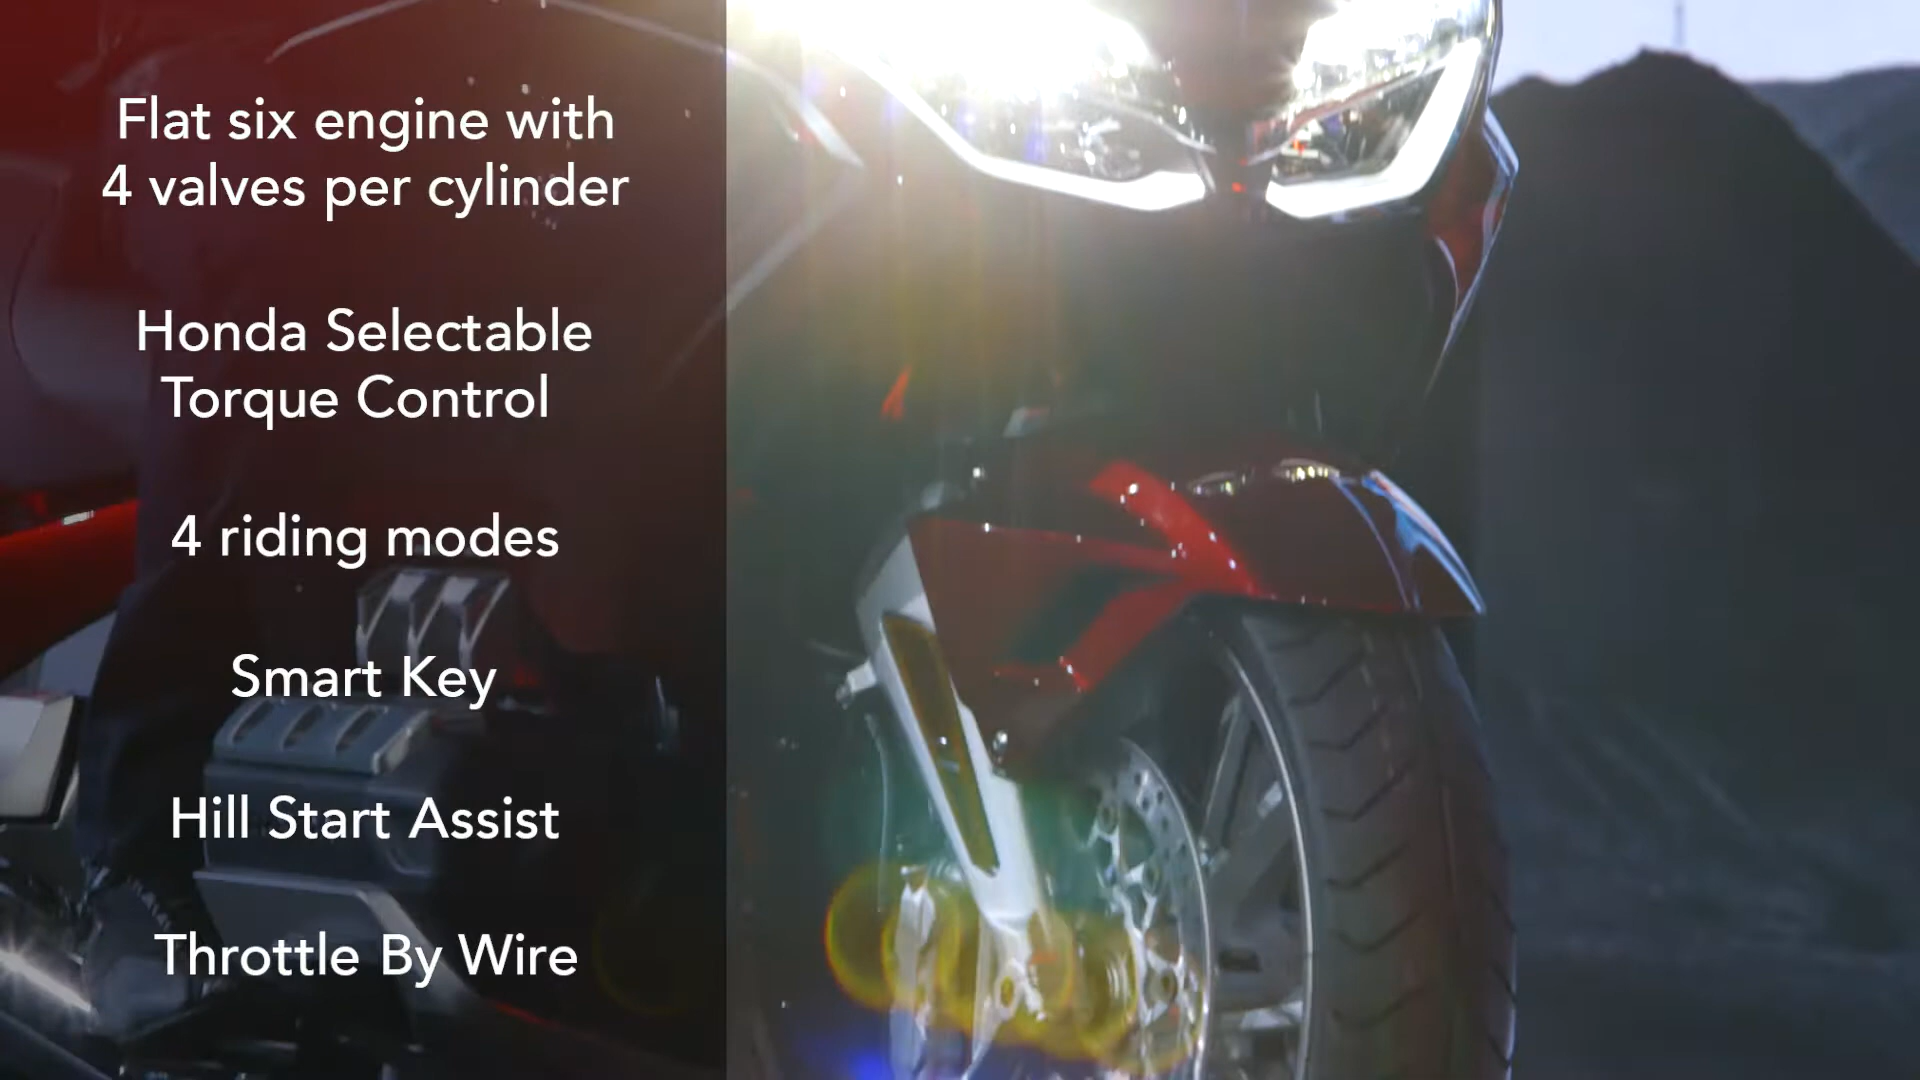 Flat six engine with
4 valves per cylinder
Honda Selectable
Torque Control
4 riding modes
Smart Key
Hill Start Assist
Throttle By Wire